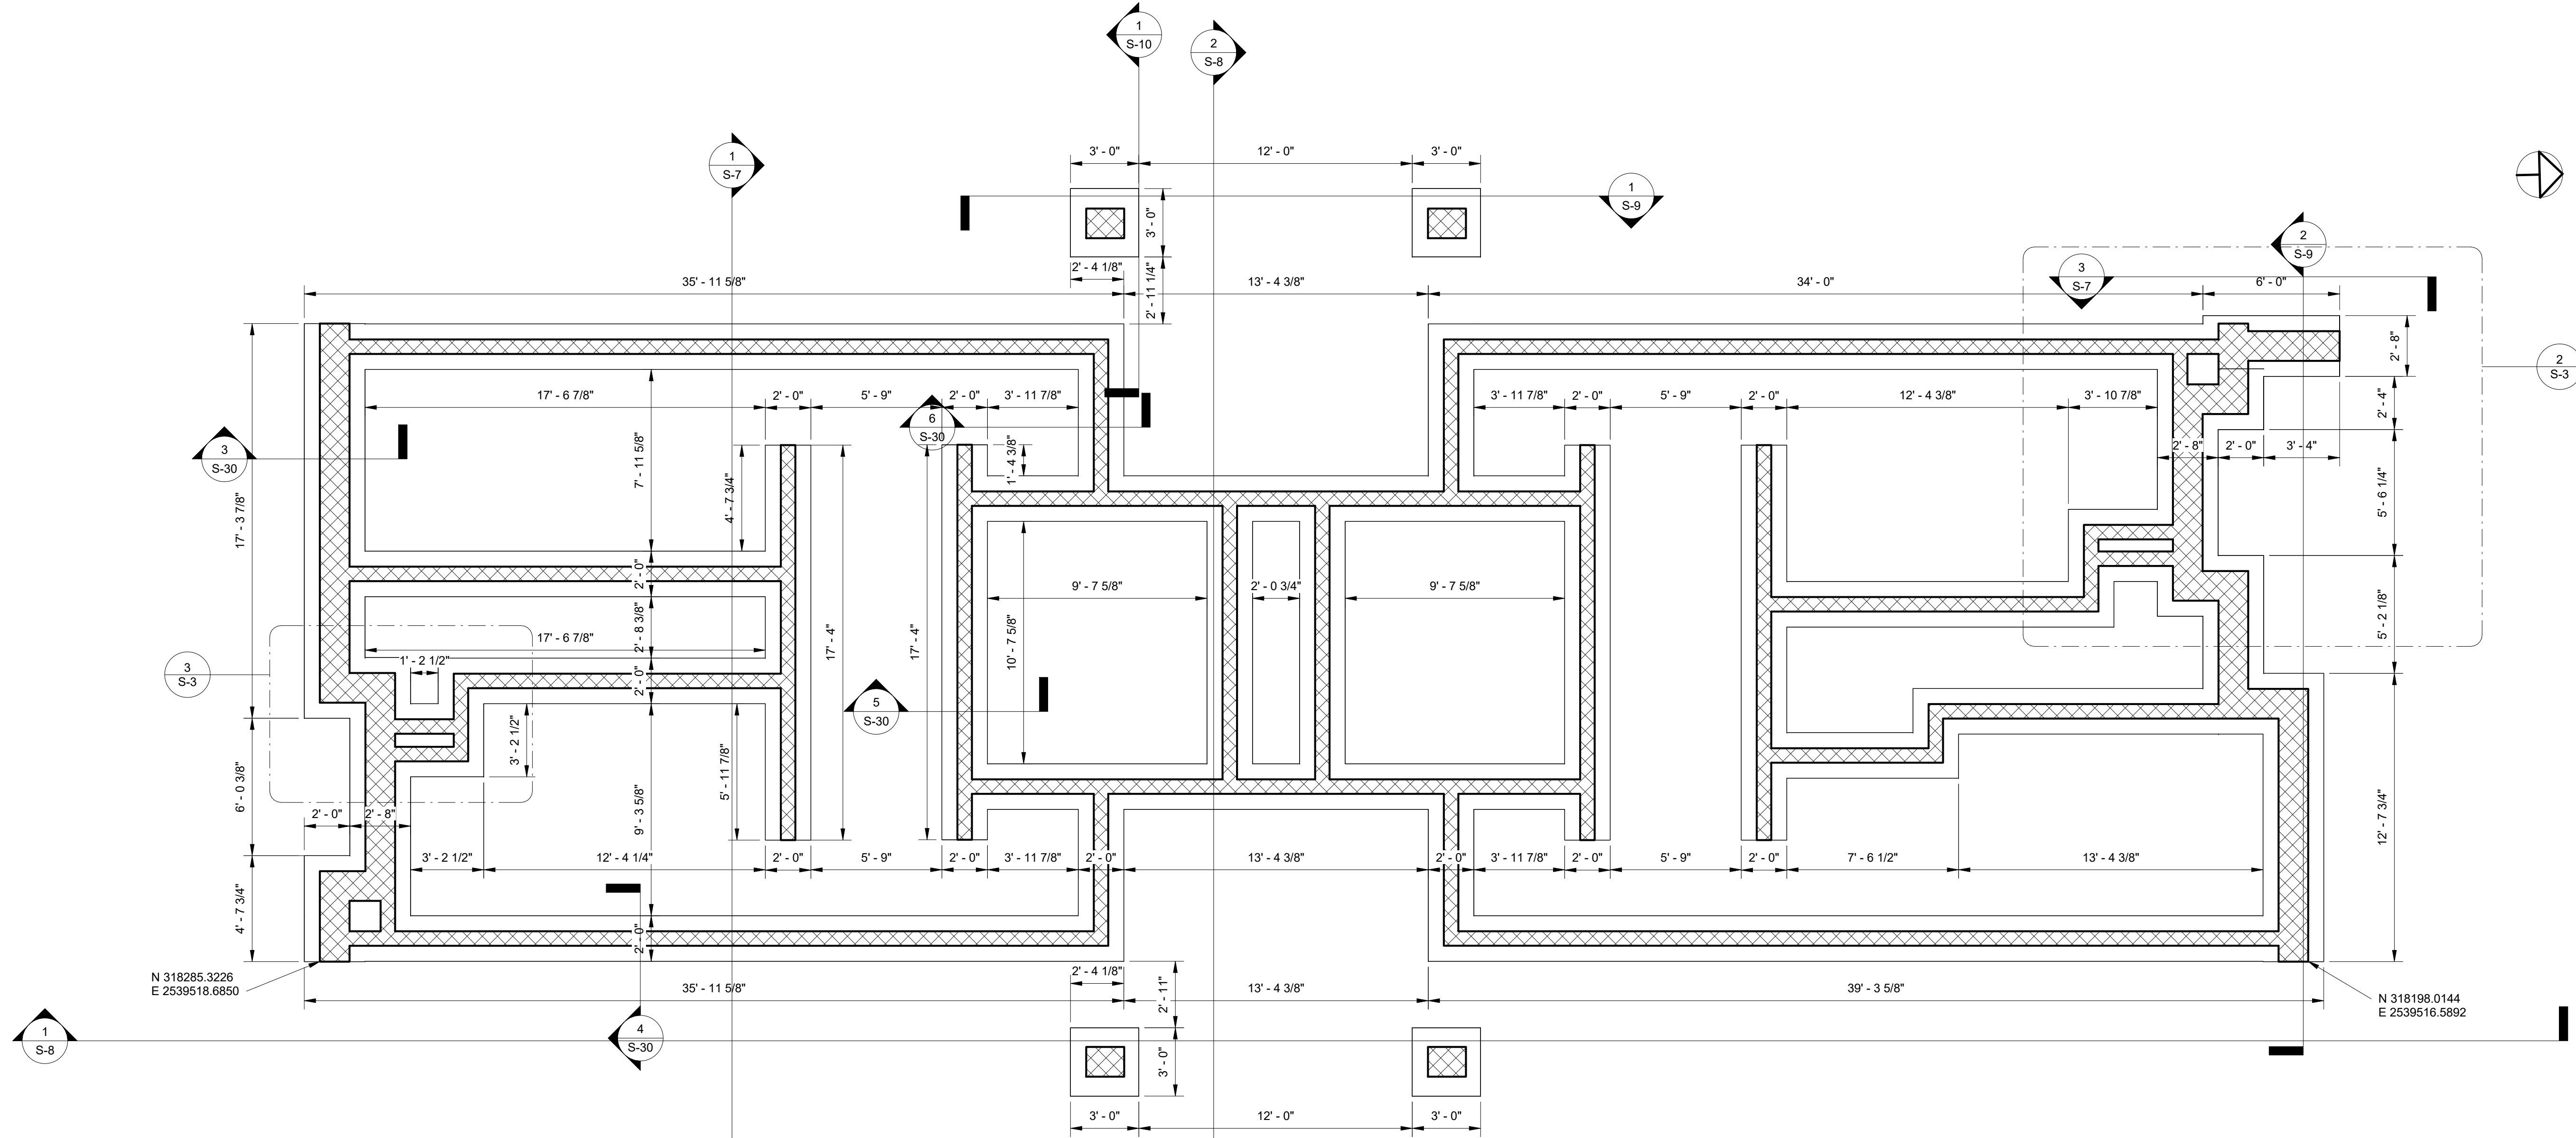 1
S-10
2
S-8
1
S-7
3' - 0"
12' - 0"
3' - 0"
1
S-9
3' - 0"
2' - 4 1/8"
2' - 11 1/4"
2
S-9
3
S-7
35' - 11 5/8"
13' - 4 3/8"
34' - 0"
6' - 0"
2' - 8"
2
S-3
17' - 6 7/8"
2' - 0"
5' - 9"
2' - 0"
3' - 11 7/8"
3' - 11 7/8"
2' - 0"
5' - 9"
2' - 0"
12' - 4 3/8"
3' - 10 7/8"
2' - 4"
6
S-30
3
S-30
7' - 11 5/8"
4' - 7 3/4"
1' - 4 3/8"
2' - 8"
2' - 0"
3' - 4"
17' - 3 7/8"
5' - 6 1/4"
2' - 0"
9' - 7 5/8"
2' - 0 3/4"
9' - 7 5/8"
5' - 2 1/8"
17' - 6 7/8"
2' - 8 3/8"
17' - 4"
17' - 4"
10' - 7 5/8"
1' - 2 1/2"
3
S-3
2' - 0"
5
S-30
3' - 2 1/2"
5' - 11 7/8"
6' - 0 3/8"
2' - 0"
2' - 8"
9' - 3 5/8"
12' - 7 3/4"
3' - 2 1/2"
12' - 4 1/4"
2' - 0"
5' - 9"
2' - 0"
3' - 11 7/8"
2' - 0"
13' - 4 3/8"
2' - 0"
3' - 11 7/8"
2' - 0"
5' - 9"
2' - 0"
7' - 6 1/2"
13' - 4 3/8"
4' - 7 3/4"
2' - 0"
N 318285.3226
E 2539518.6850
35' - 11 5/8"
2' - 4 1/8"
2' - 11"
13' - 4 3/8"
39' - 3 5/8"
N 318198.0144
E 2539516.5892
1
S-8
4
S-30
3' - 0"
3' - 0"
12' - 0"
3' - 0"